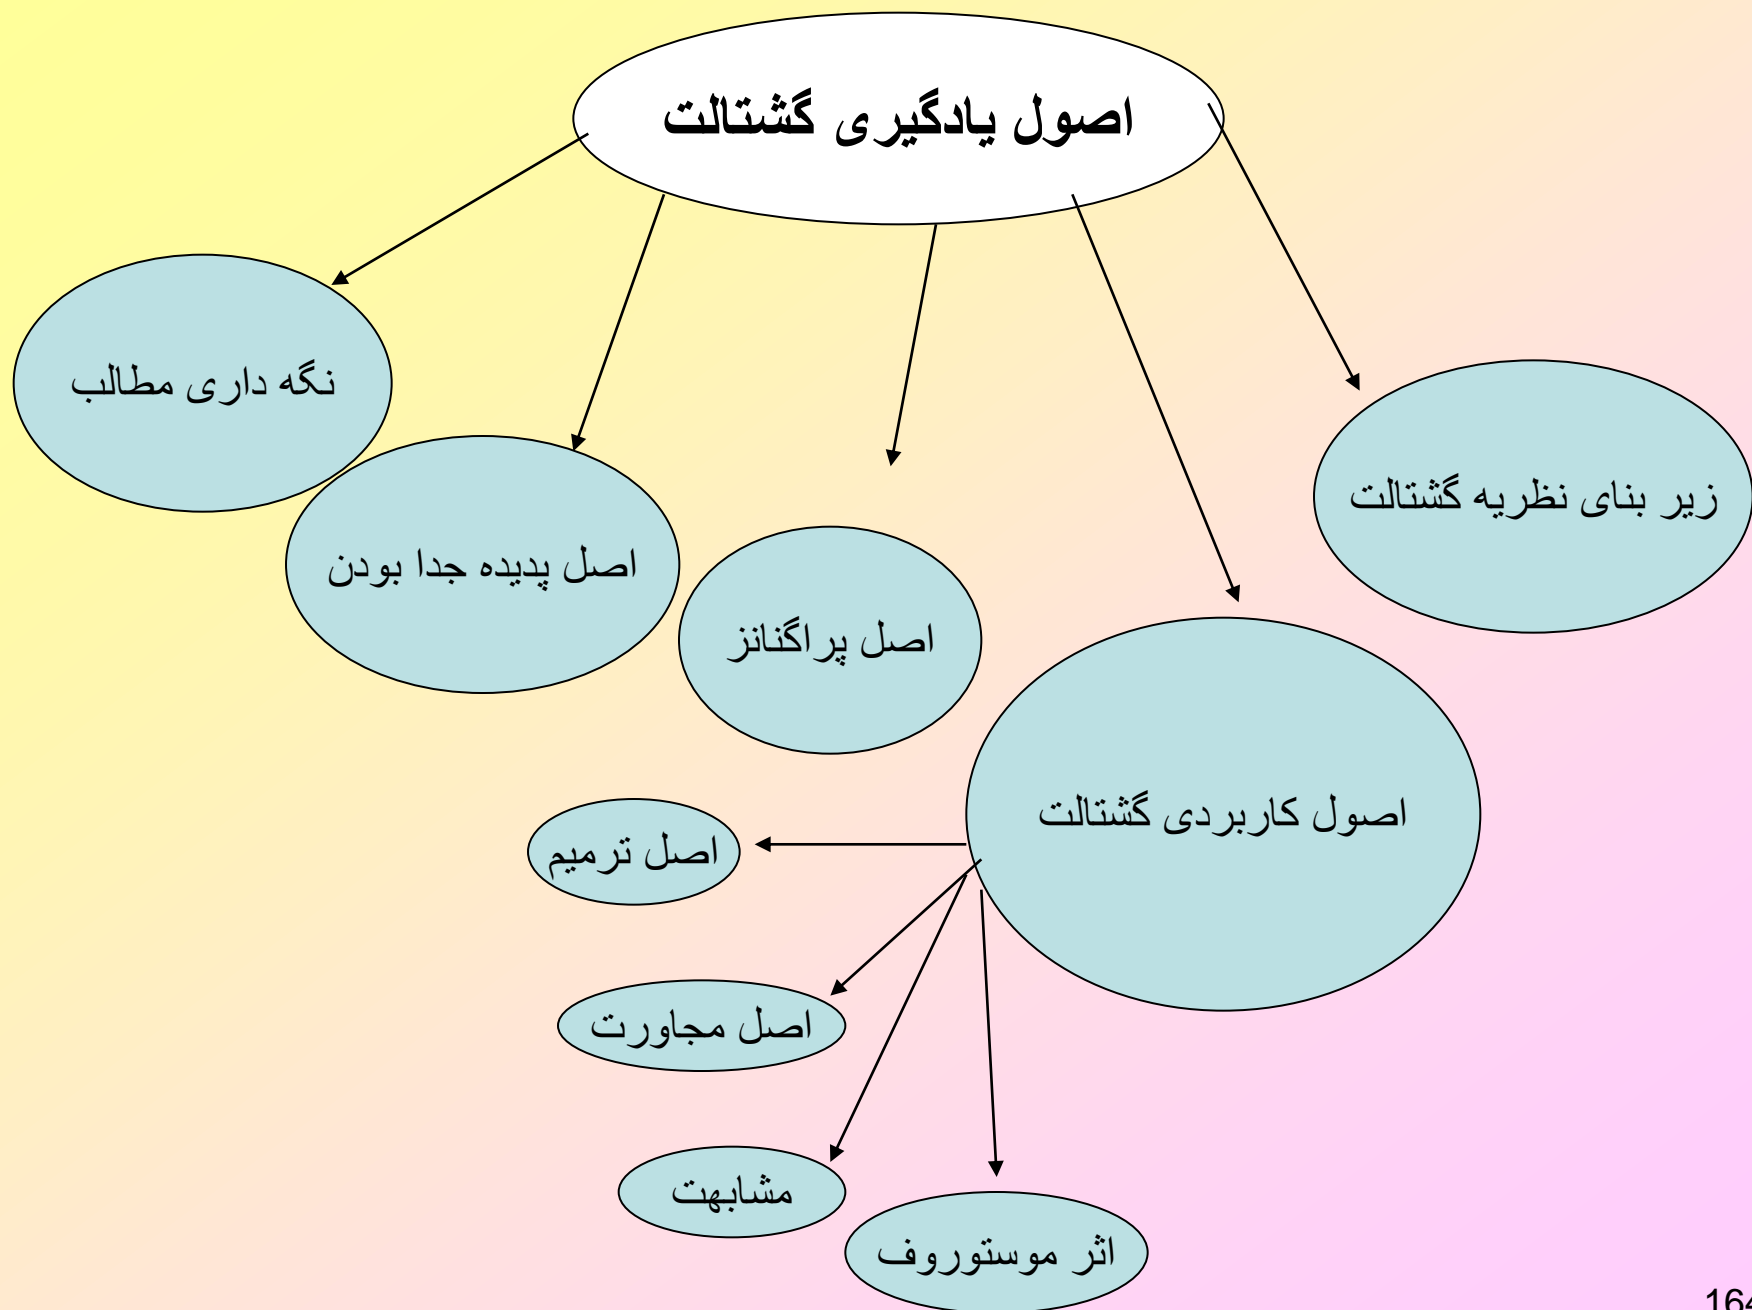 اصول یادگیری گشتالت
زیر بنای نظریه گشتالت
نگه داری مطالب
اصل پدیده جدا بودن
اصل پراگنانز
اصول کاربردی گشتالت
اصل ترمیم
اصل مجاورت
مشابهت
اثر موستوروف
164